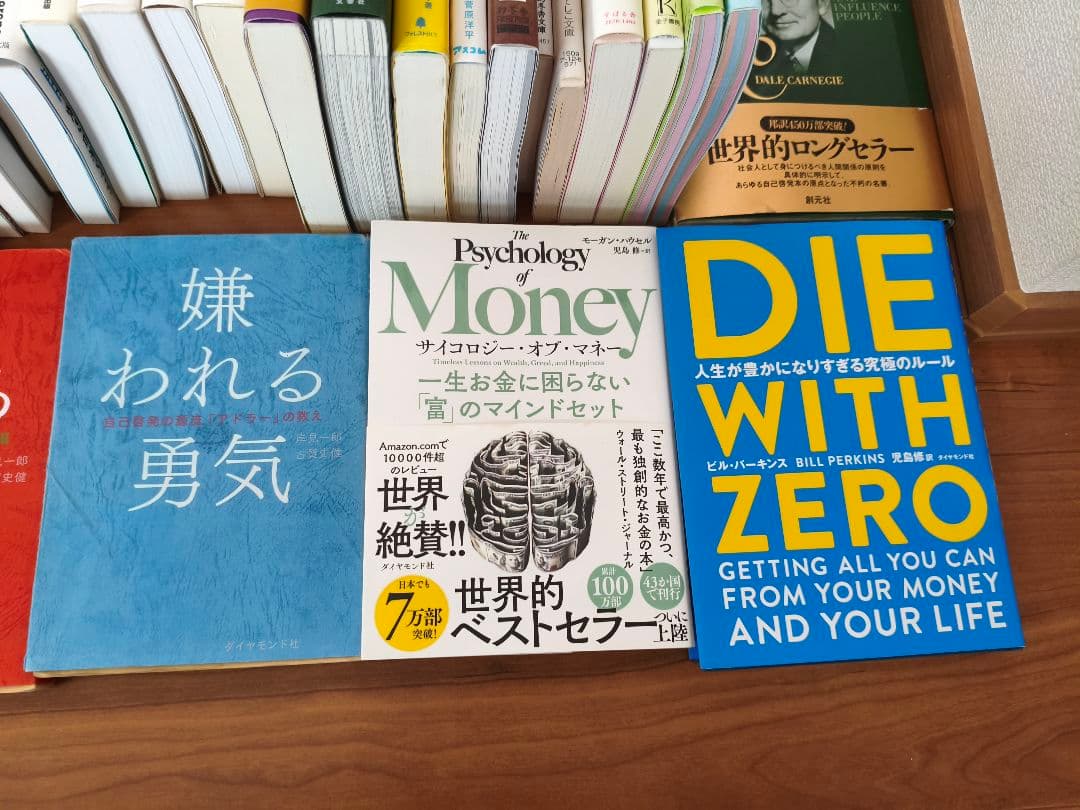 INFLUENCE
PEOPLE
DALE CARNEGIE
邦訳450万部突破!
世界的ロングセラー
社会人として身につけるべき人間関係の原則を
具体的に明示して、
あらゆる自己啓発本の原点となった不朽の名著。
創元社
文春文庫
フォレスト出版
菅原洋平
嫌
われる
自己啓発の源流「アドラー」の教え
勇気
岸見一郎
古賀史健
ダイヤモンド社
The
Psychology
of
Money
モーガン・ハウセル
児島 修・訳
サイコロジー・オブ・マネー
Timeless Lessons on Wealth, Greed, and Happiness
一生お金に困らない
「富」のマインドセット
Amazon.comで
10000件超
のレビュー
世界
が
絶賛!!
ダイヤモンド社
「ここ数年で最高かつ、
最も独創的なお金の本」
ウォール・ストリート・ジャーナル
日本でも
7万部
突破!
世界的
ベストセラー
累計
100
万部
43か国
で刊行
ついに
上陸
DIE
人生が豊かになりすぎる究極のルール
WITH
ビル・パーキンス BILL PERKINS 児島修 訳 ダイヤモンド社
ZERO
GETTING ALL YOU CAN
FROM YOUR MONEY
AND YOUR LIFE